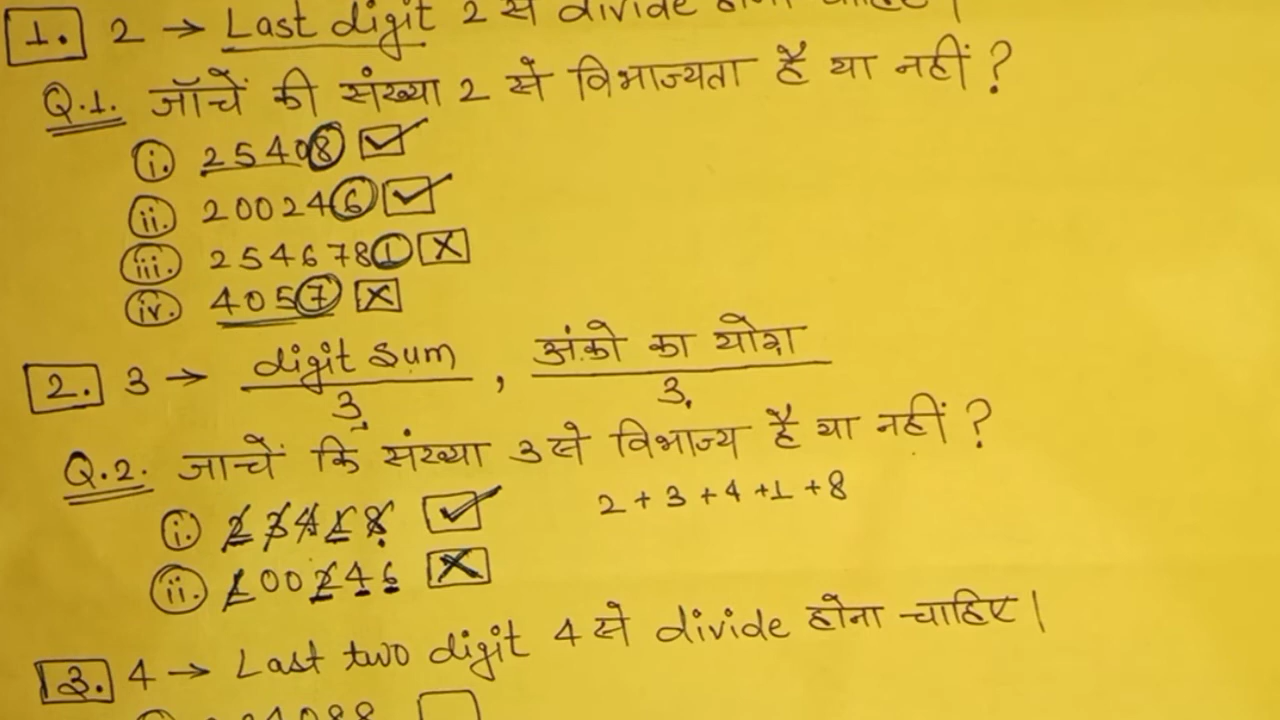 1. 2 → Last digit 2 से divide होना चाहिए।
Q.1. जॉचें की संख्या 2 से विभाज्यता है या नहीं ?
i. 25408 ✓
ii. 200246 ✓
iii. 2546781 X
iv. 4057 X
2. 3 → digit sum / 3, अंको का योग / 3
Q.2. जाचें कि संख्या 3 से विभाज्य है या नहीं ?
i. 23418 ✓ 2+3+4+1+8
ii. 100246 X
3. 4 → Last two digit 4 से divide होना चाहिए।